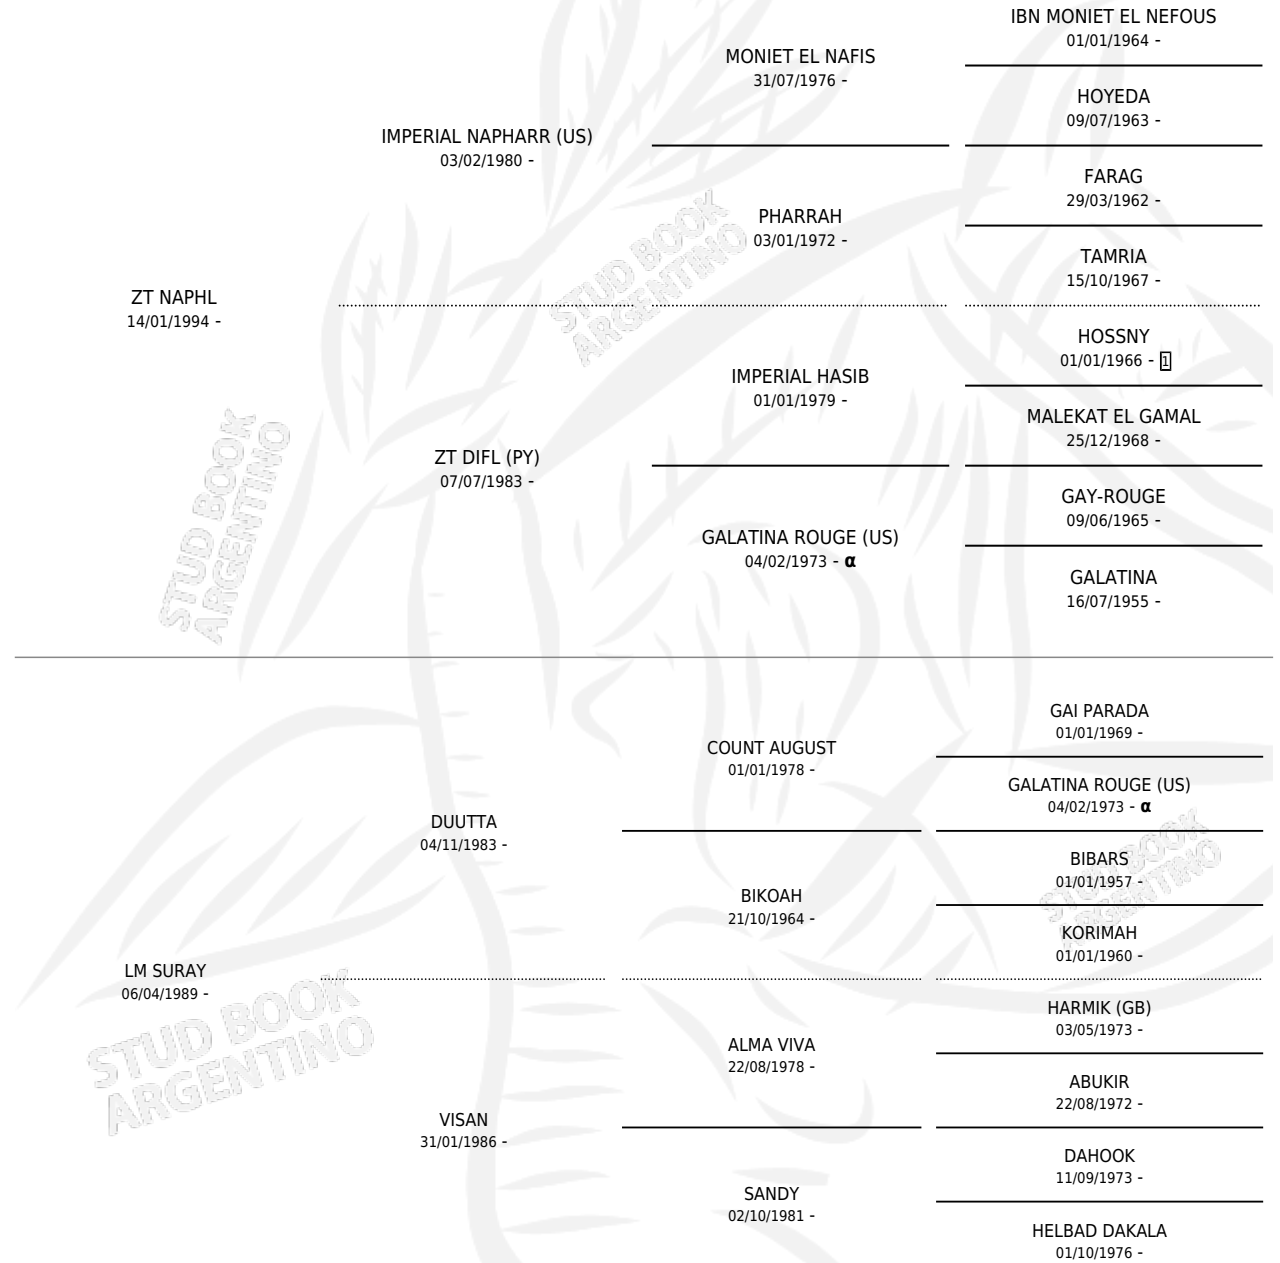 IBN MONIET EL NEFOUS
01/01/1964 -
MONIET EL NAFIS
31/07/1976 -
HOYEDA
09/07/1963 -
IMPERIAL NAPHARR (US)
03/02/1980 -
FARAG
29/03/1962 -
PHARRAH
03/01/1972 -
TAMRIA
15/10/1967 -
ZT NAPHL
14/01/1994 -
STUD BOOK
ARGENTINO
HOSSNY
01/01/1966 - 1
IMPERIAL HASIB
01/01/1979 -
MALEKAT EL GAMAL
25/12/1968 -
ZT DIFL (PY)
07/07/1983 -
GAY-ROUGE
09/06/1965 -
GALATINA ROUGE (US)
04/02/1973 - α
GALATINA
16/07/1955 -
STUD BOOK
ARGENTINO
GAI PARADA
01/01/1969 -
COUNT AUGUST
01/01/1978 -
GALATINA ROUGE (US)
04/02/1973 - α
DUUTTA
04/11/1983 -
BIBARS
01/01/1957 -
STUD BOOK
ARGENTINO
BIKOAH
21/10/1964 -
KORIMAH
01/01/1960 -
LM SURAY
06/04/1989 -
STUD BOOK
ARGENTINO
HARMIK (GB)
03/05/1973 -
ALMA VIVA
22/08/1978 -
ABUKIR
22/08/1972 -
VISAN
31/01/1986 -
DAHOOK
11/09/1973 -
SANDY
02/10/1981 -
HELBAD DAKALA
01/10/1976 -